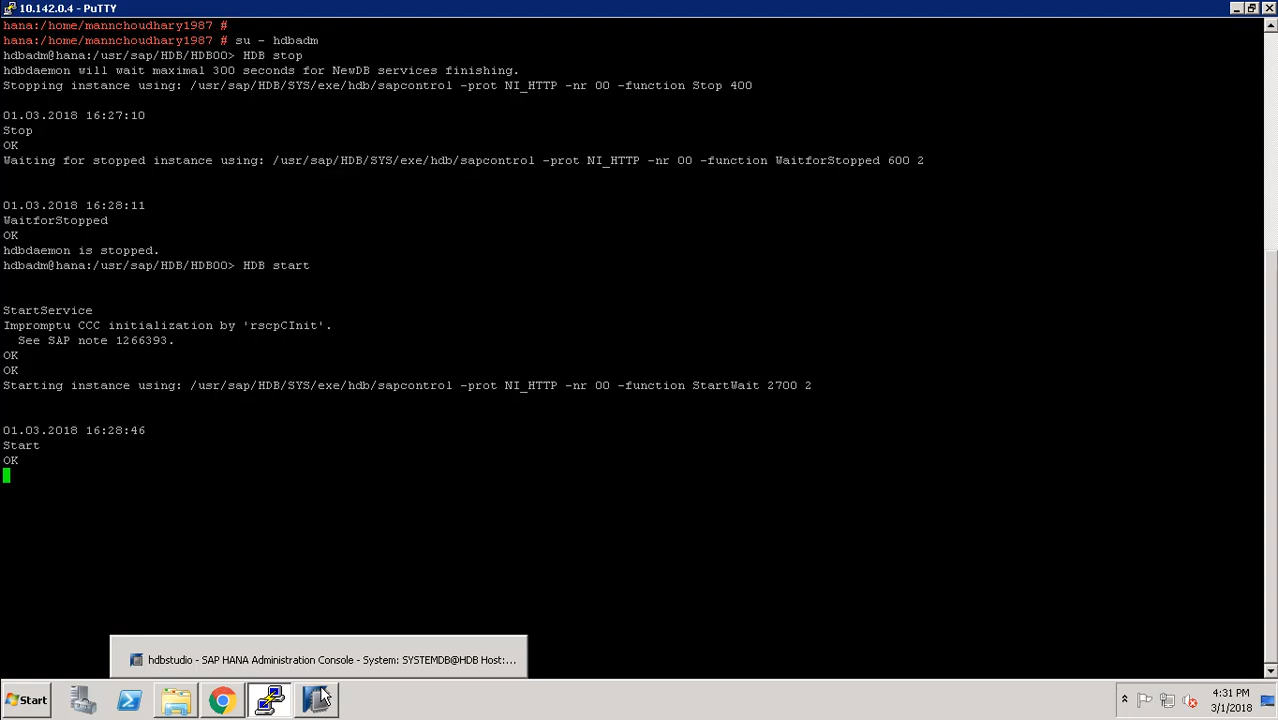 10.142.0.4 - PuTTY
hana:/home/mannchoudhary1987 #
hana:/home/mannchoudhary1987 # su - hdbadm
hdbadm@hana:/usr/sap/HDB/HDB00> HDB stop
hdbdaemon will wait maximal 300 seconds for NewDB services finishing.
Stopping instance using: /usr/sap/HDB/SYS/exe/hdb/sapcontrol -prot NI_HTTP -nr 00 -function Stop 400
01.03.2018 16:27:10
Stop
OK
Waiting for stopped instance using: /usr/sap/HDB/SYS/exe/hdb/sapcontrol -prot NI_HTTP -nr 00 -function WaitforStopped 600 2
01.03.2018 16:28:11
WaitforStopped
OK
hdbdaemon is stopped.
hdbadm@hana:/usr/sap/HDB/HDB00> HDB start
StartService
Impromptu CCC initialization by 'rscpCInit'.
See SAP note 1266393.
OK
OK
Starting instance using: /usr/sap/HDB/SYS/exe/hdb/sapcontrol -prot NI_HTTP -nr 00 -function StartWait 2700 2
01.03.2018 16:28:46
Start
OK
hdbstudio - SAP HANA Administration Console - System: SYSTEMDB@HDB Host:...
Start
4:31 PM
3/1/2018